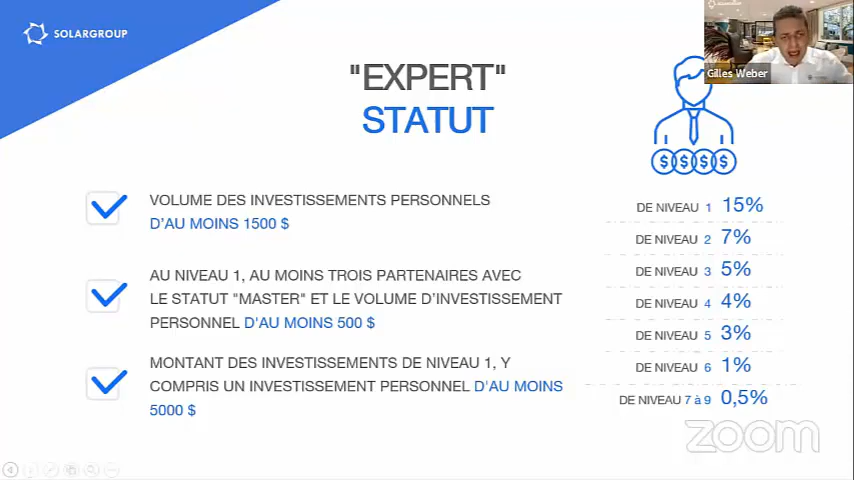 SOLARGROUP
Gilles Weber
"EXPERT"
STATUT
VOLUME DES INVESTISSEMENTS PERSONNELS
D'AU MOINS 1500 $
AU NIVEAU 1, AU MOINS TROIS PARTENAIRES AVEC
LE STATUT "MASTER" ET LE VOLUME D'INVESTISSEMENT
PERSONNEL D'AU MOINS 500 $
MONTANT DES INVESTISSEMENTS DE NIVEAU 1, Y
COMPRIS UN INVESTISSEMENT PERSONNEL D'AU MOINS
5000 $
$ $ $ $
DE NIVEAU 1 15%
DE NIVEAU 2 7%
DE NIVEAU 3 5%
DE NIVEAU 4 4%
DE NIVEAU 5 3%
DE NIVEAU 6 1%
DE NIVEAU 7 à 9 0,5%
zoom